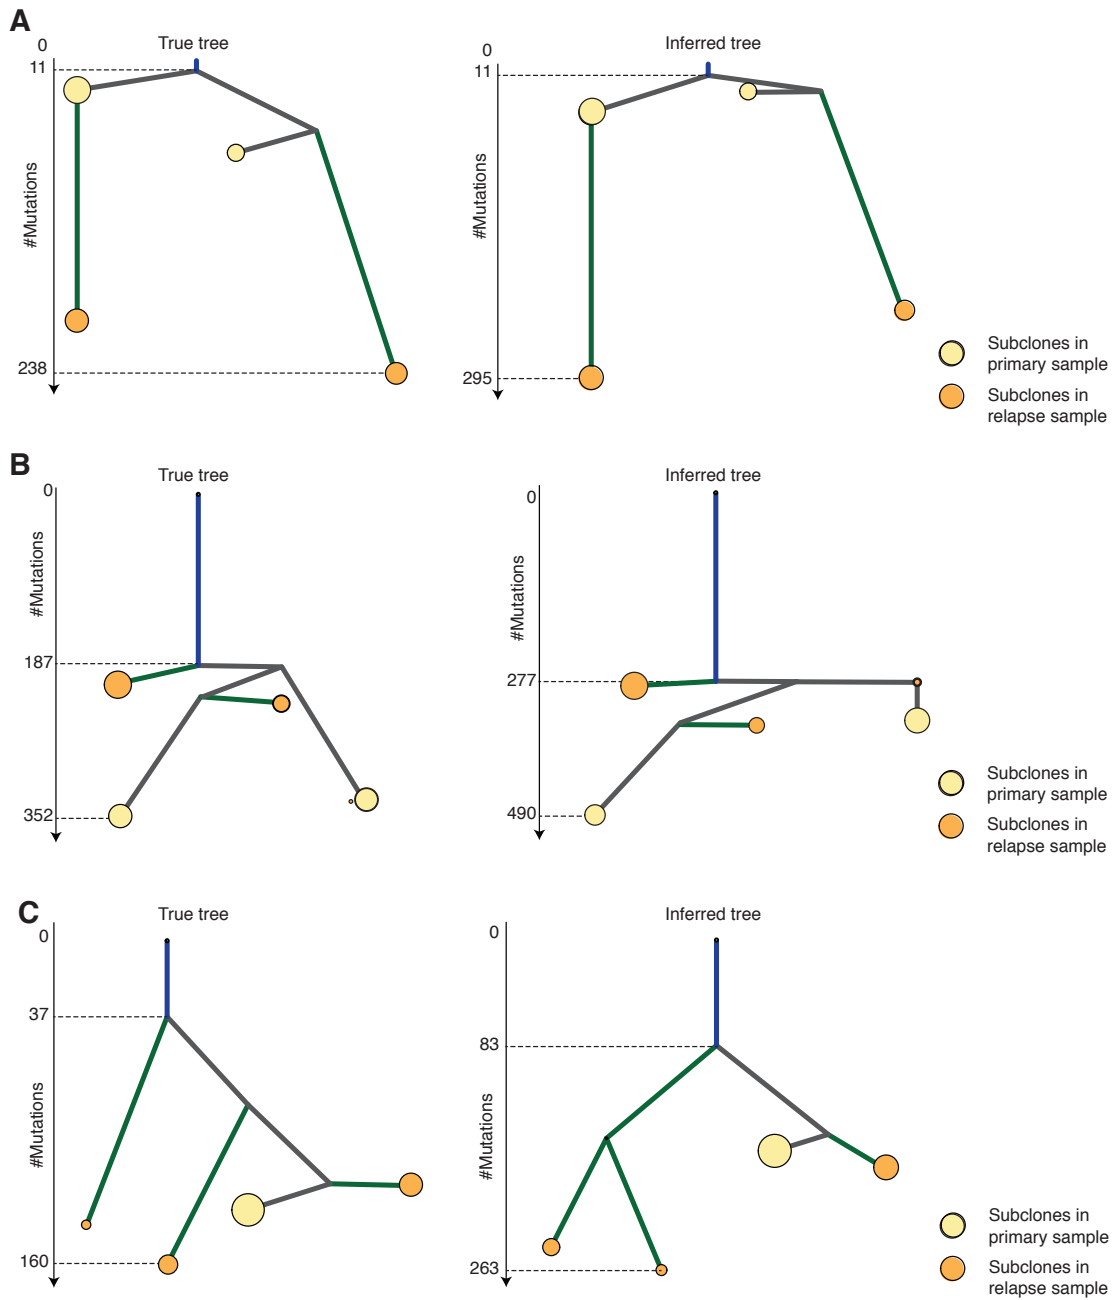 A
True tree
Inferred tree
0
11
#Mutations
238
0
11
#Mutations
295
Subclones in
primary sample
Subclones in
relapse sample
B
True tree
Inferred tree
0
#Mutations
187
352
0
#Mutations
277
490
Subclones in
primary sample
Subclones in
relapse sample
C
True tree
Inferred tree
0
37
#Mutations
160
0
83
#Mutations
263
Subclones in
primary sample
Subclones in
relapse sample